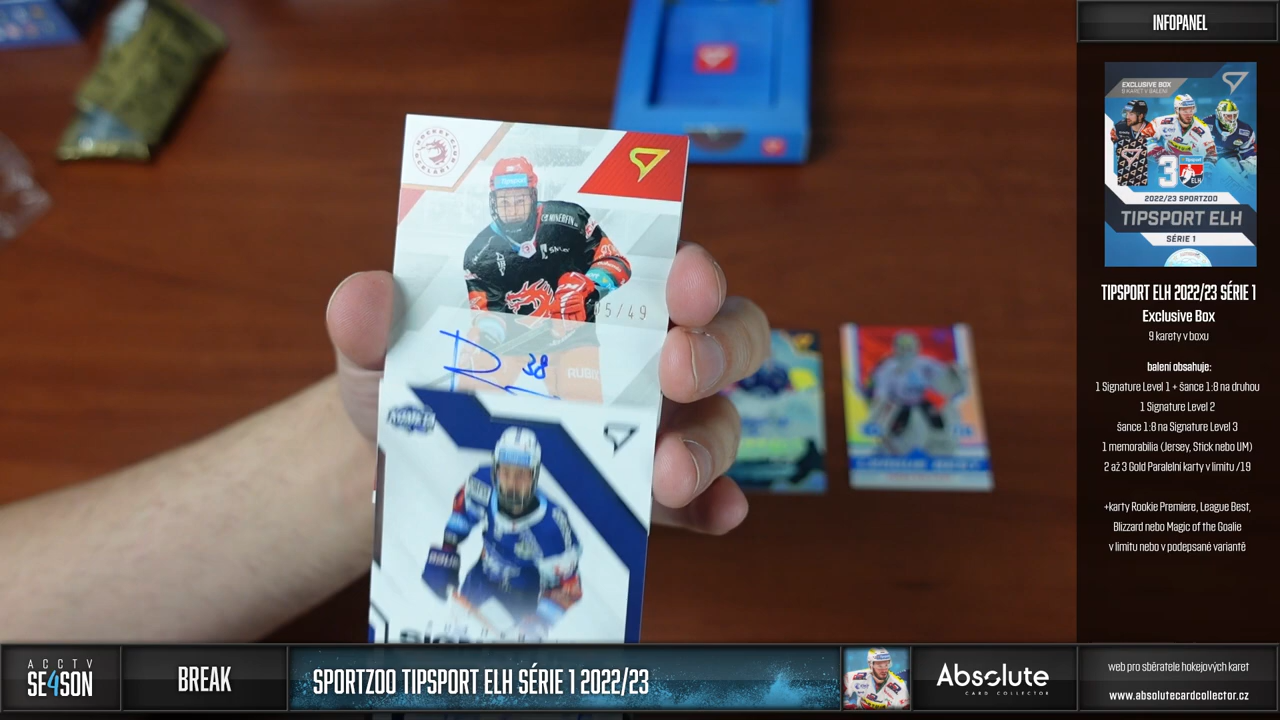 INFOPANEL
EXCLUSIVE BOX
9 KARET V BALENÍ
3
2022/23 SPORTZOO
TIPSPORT ELH
SÉRIE 1
TIPSPORT ELH 2022/23 SÉRIE 1
Exclusive Box
9 karety v boxu
balení obsahuje:
1 Signature Level 1 + šance 1:8 na druhou
1 Signature Level 2
šance 1:8 na Signature Level 3
1 memorabilia (Jersey, Stick nebo UM)
2 až 3 Gold Paralelní karty v limitu /19
+karty Rookie Premiere, League Best,
Blizzard nebo Magic of the Goalie
v limitu nebo v podepsané variantě
Tipsport
38
ACCTV
SE4SON
BREAK
SPORTZOO TIPSPORT ELH SÉRIE 1 2022/23
Absolute
CARD COLLECTOR
web pro sběratele hokejových karet
www.absolutecardcollector.cz